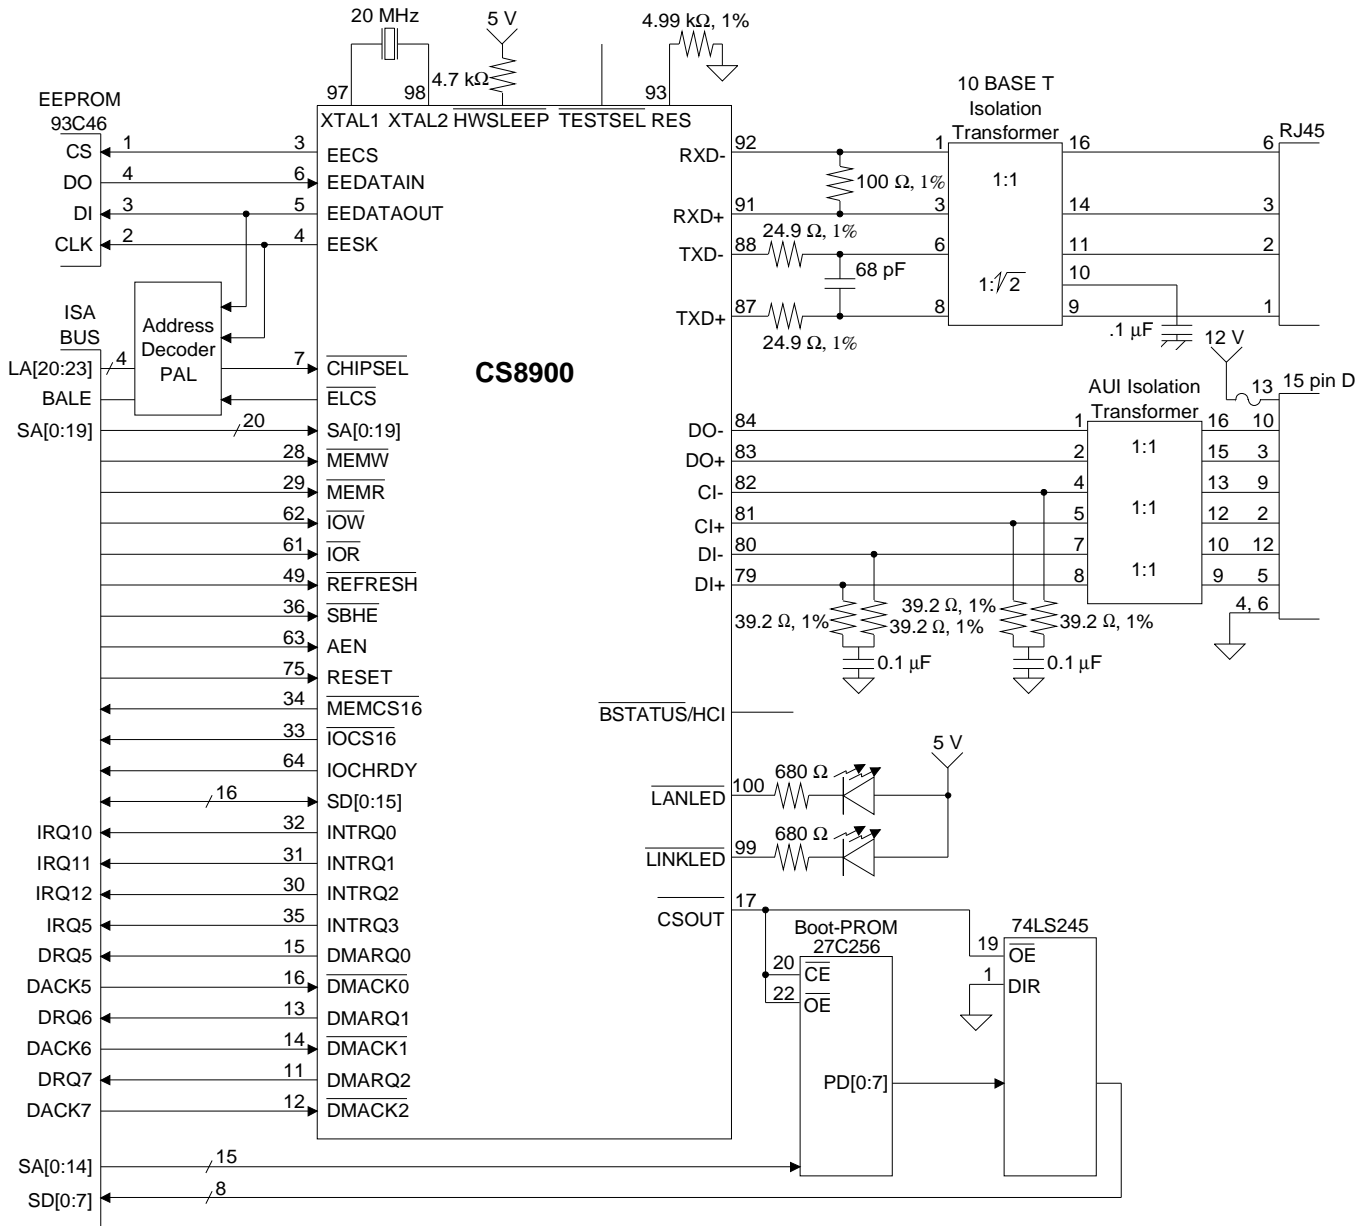 20 MHz
5 V
4.99 kΩ, 1%
4.7 kΩ
97
98
93
XTAL1 XTAL2 HWSLEEP TESTSEL RES
EEPROM
93C46
CS 1 3 EECS
DO 4 6 EEDATAIN
DI 3 5 EEDATAOUT
CLK 2 4 EESK
ISA
BUS
Address
Decoder
PAL
LA[20:23] 4 7 CHIPSEL
BALE ELCS
SA[0:19] 20 SA[0:19]
28 MEMW
29 MEMR
62 IOW
61 IOR
49 REFRESH
36 SBHE
63 AEN
75 RESET
34 MEMCS16
33 IOCS16
64 IOCHRDY
16 SD[0:15]
IRQ10 32 INTRQ0
IRQ11 31 INTRQ1
IRQ12 30 INTRQ2
IRQ5 35 INTRQ3
DRQ5 15 DMARQ0
DACK5 16 DMACK0
DRQ6 13 DMARQ1
DACK6 14 DMACK1
DRQ7 11 DMARQ2
DACK7 12 DMACK2
SA[0:14] 15
SD[0:7] 8
CS8900
10 BASE T
Isolation
Transformer
RJ45
RXD- 92 1 16 6
100 Ω, 1%
1:1
RXD+ 91 3 14 3
24.9 Ω, 1%
TXD- 88 6 11 2
68 pF
1:√2
10
TXD+ 87 8 9 1
24.9 Ω, 1%
.1 µF
12 V
AUI Isolation
Transformer
13 15 pin D
DO- 84 1 16 10
1:1
DO+ 83 2 15 3
CI- 82 4 13 9
1:1
CI+ 81 5 12 2
DI- 80 7 10 12
1:1
DI+ 79 8 9 5
4, 6
39.2 Ω, 1%
39.2 Ω, 1%
39.2 Ω, 1%
39.2 Ω, 1%
0.1 µF
0.1 µF
BSTATUS/HCI
5 V
LANLED 100 680 Ω
LINKLED 99 680 Ω
CSOUT 17
Boot-PROM
27C256
20 CE
22 OE
PD[0:7]
74LS245
19 OE
1 DIR